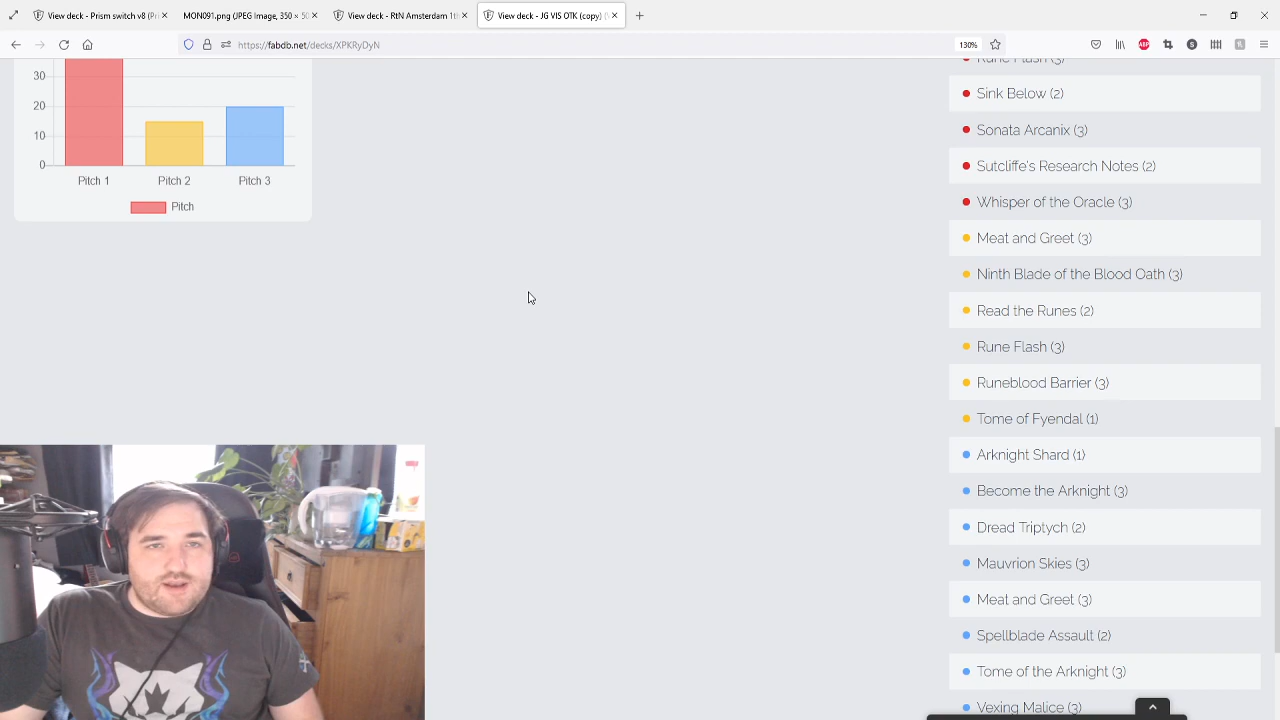 View deck - Prism switch v8 (Pri
MON091.png (JPEG Image, 350 × 50
View deck - RtN Amsterdam 1th
View deck - JG VIS OTK (copy) (V
https://fabdb.net/decks/XPKRyDyN
130%
ABP
S
30
20
10
0
Pitch 1
Pitch 2
Pitch 3
Pitch
Rune Flash (3)
Sink Below (2)
Sonata Arcanix (3)
Sutcliffe's Research Notes (2)
Whisper of the Oracle (3)
Meat and Greet (3)
Ninth Blade of the Blood Oath (3)
Read the Runes (2)
Rune Flash (3)
Runeblood Barrier (3)
Tome of Fyendal (1)
Arknight Shard (1)
Become the Arknight (3)
Dread Triptych (2)
Mauvrion Skies (3)
Meat and Greet (3)
Spellblade Assault (2)
Tome of the Arknight (3)
Vexing Malice (3)